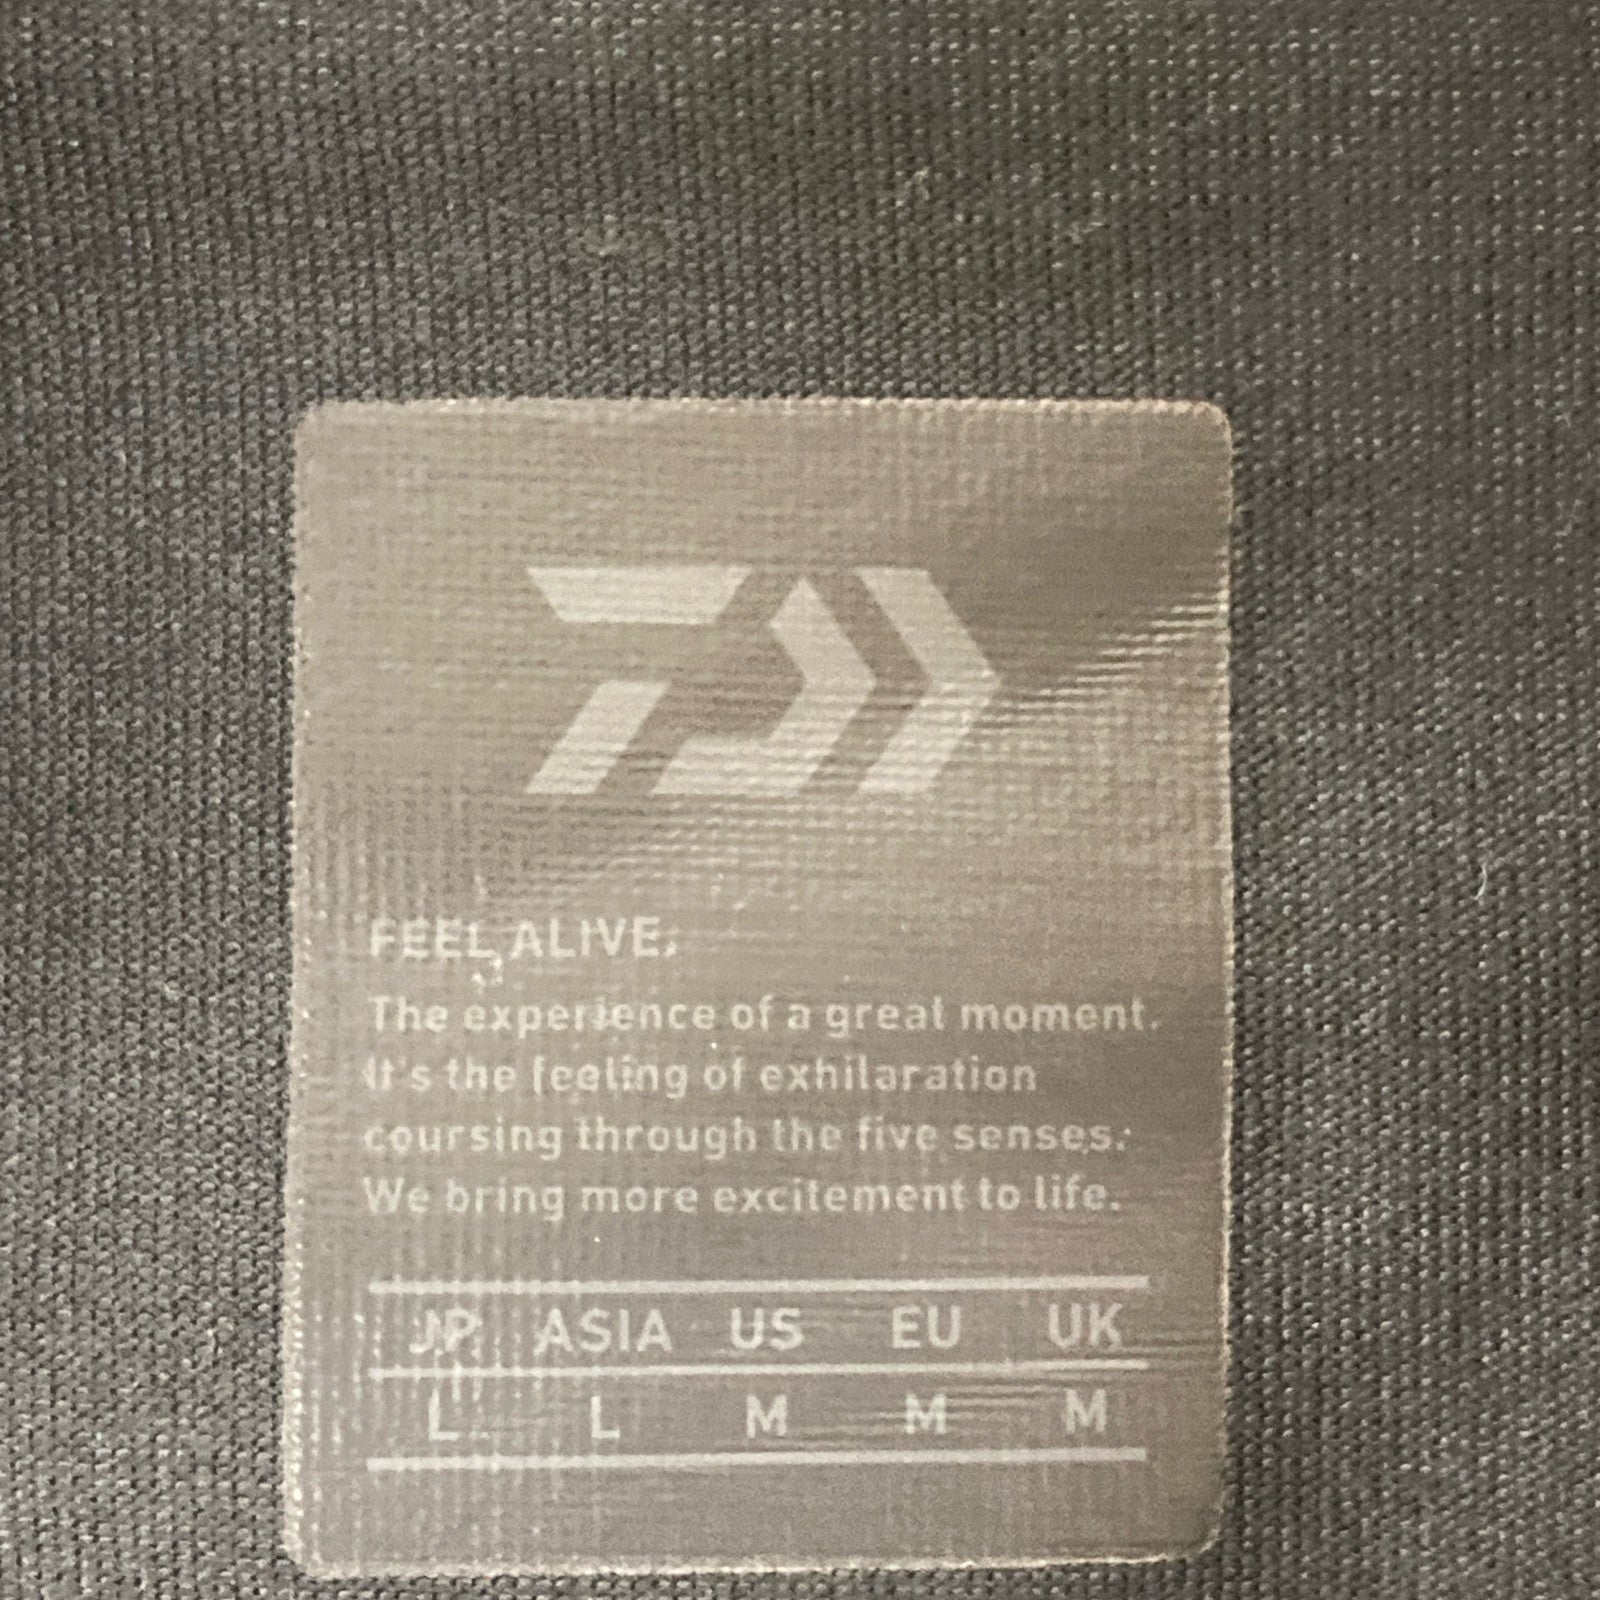 FEEL ALIVE.
The experience of a great moment.
It's the feeling of exhilaration
coursing through the five senses.
We bring more excitement to life.
JP ASIA US EU UK
L L M M M